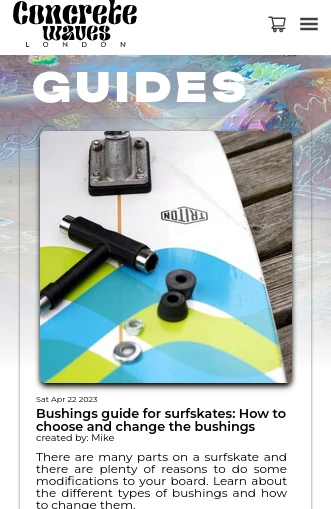 Concrete
waves
LONDON
GUIDES
TRITON
Sat Apr 22 2023
Bushings guide for surfskates: How to
choose and change the bushings
created by: Mike
There are many parts on a surfskate and
there are plenty of reasons to do some
modifications to your board. Learn about
the different types of bushings and how
to change them.